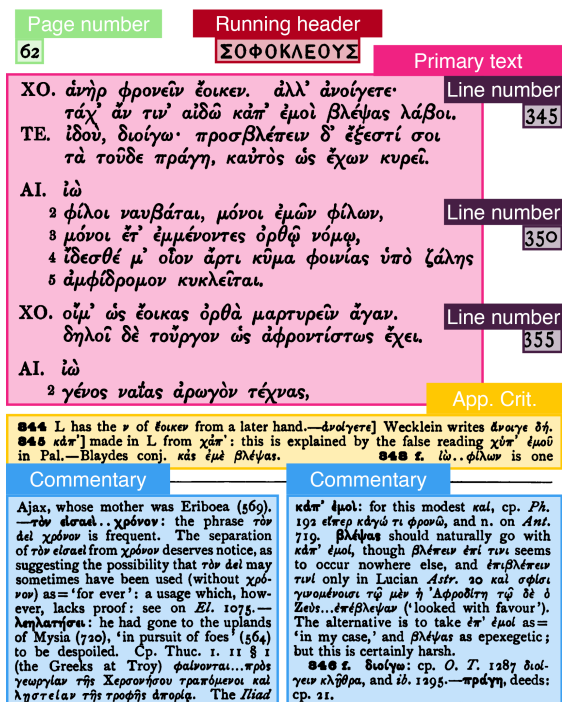 Page number
Running header
62
ΣΟΦΟΚΛΕΟΥΣ
Primary text
ΧΟ. ἁνὴρ φρονεῖν ἔοικεν. ἀλλ' ἀνοίγετε·
Line number
τάχ' ἄν τιν' αἰδῶ κἀπ' ἐμοὶ βλέψας λάβοι.
345
ΤΕ. ἰδού, διοίγω· προσβλέπειν δ' ἔξεστί σοι
τὰ τοῦδε πράγη, καὐτὸς ὡς ἔχων κυρεῖ.
ΑΙ. ἰὼ
2 φίλοι ναυβάται, μόνοι ἐμῶν φίλων,
Line number
3 μόνοι ἔτ' ἐμμένοντες ὀρθῷ νόμῳ,
350
4 ἴδεσθέ μ' οἷον ἄρτι κῦμα φοινίας ὑπὸ ζάλης
5 ἀμφίδρομον κυκλεῖται.
ΧΟ. οἴμ' ὡς ἔοικας ὀρθὰ μαρτυρεῖν ἄγαν.
Line number
δηλοῖ δὲ τοὔργον ὡς ἀφροντίστως ἔχει.
355
ΑΙ. ἰὼ
2 γένος ναΐας ἀρωγὸν τέχνας,
App. Crit.
344 L has the ν of ἔοικεν from a later hand.—ἀνοίγετε] Wecklein writes ἄνοιγε δή.
345 κἀπ'] made in L from χἀπ': this is explained by the false reading χὐπ' ἐμοῦ
in Pal.—Blaydes conj. κἀς ἐμὲ βλέψας. 348 f. ἰὼ..φίλων is one
Commentary
Ajax, whose mother was Eriboea (569).
—τὸν εἰσαεὶ..χρόνον: the phrase τὸν
ἀεὶ χρόνον is frequent. The separation
of τὸν εἰσαεὶ from χρόνον deserves notice, as
suggesting the possibility that τὸν ἀεὶ may
sometimes have been used (without χρό-
νον) as='for ever': a usage which, how-
ever, lacks proof: see on El. 1075.—
λεηλατήσει: he had gone to the uplands
of Mysia (720), 'in pursuit of foes' (564)
to be despoiled. Cp. Thuc. 1. 11 § 1
(the Greeks at Troy) φαίνονται...πρὸς
γεωργίαν τῆς Χερσονήσου τραπόμενοι καὶ
λῃστείαν τῆς τροφῆς ἀπορίᾳ. The Iliad
Commentary
κἀπ' ἐμοί: for this modest καί, cp. Ph.
192 εἴπερ κἀγώ τι φρονῶ, and n. on Ant.
719. βλέψας should naturally go with
κἀπ' ἐμοί, though βλέπειν ἐπί τινι seems
to occur nowhere else, and ἐπιβλέπειν
τινί only in Lucian Astr. 20 καὶ σφίσι
γινομένοισι τῷ μὲν ἡ Ἀφροδίτη τῷ δὲ ὁ
Ζεὺς...ἐπέβλεψαν ('looked with favour').
The alternative is to take ἐπ' ἐμοί as=
'in my case,' and βλέψας as epexegetic;
but this is certainly harsh.
346 f. διοίγω: cp. O. T. 1287 διοί-
γειν κλῇθρα, and ib. 1295.—πράγη, deeds:
cp. 21.